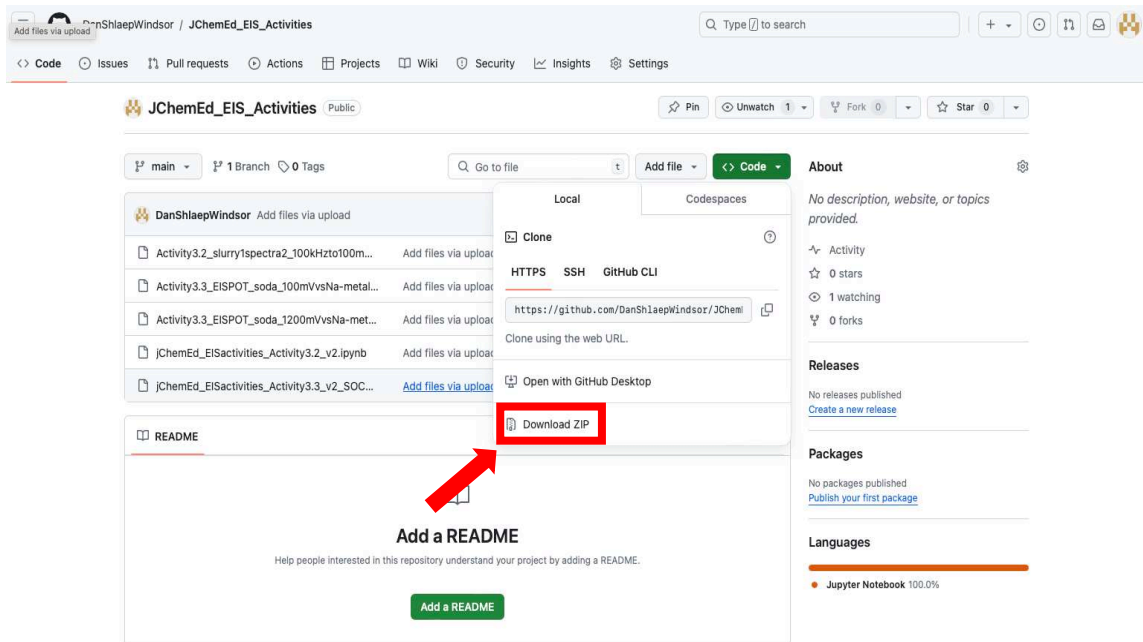 Add files via upload
DanShlaepWindsor / JChemEd_EIS_Activities
Type / to search
<> Code Issues Pull requests Actions Projects Wiki Security Insights Settings
JChemEd_EIS_Activities Public
Pin Unwatch 1 Fork 0 Star 0
main 1 Branch 0 Tags
Go to file t
Add file
<> Code
DanShlaepWindsor Add files via upload
Activity3.2_slurry1spectra2_100kHzto100m... Add files via upload
Activity3.3_EISPOT_soda_100mVvsNa-metal... Add files via upload
Activity3.3_EISPOT_soda_1200mVvsNa-met... Add files via upload
jChemEd_EISactivities_Activity3.2_v2.ipynb Add files via upload
jChemEd_EISactivities_Activity3.3_v2_SOC... Add files via upload
Local Codespaces
Clone
HTTPS SSH GitHub CLI
https://github.com/DanShlaepWindsor/JChemE
Clone using the web URL.
Open with GitHub Desktop
Download ZIP
README
Add a README
Help people interested in this repository understand your project by adding a README.
Add a README
About
No description, website, or topics
provided.
Activity
0 stars
1 watching
0 forks
Releases
No releases published
Create a new release
Packages
No packages published
Publish your first package
Languages
Jupyter Notebook 100.0%